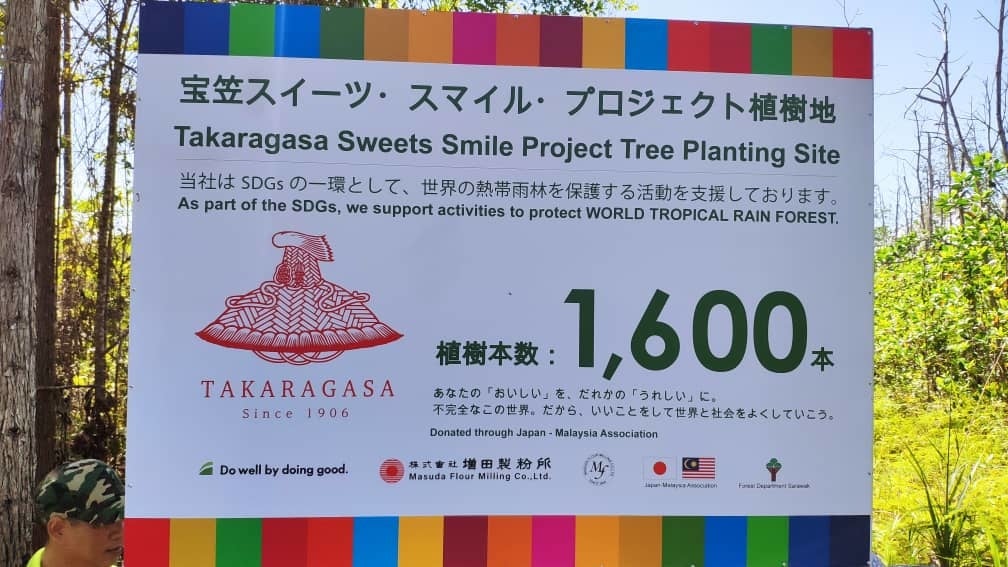 宝笠スイーツ・スマイル・プロジェクト植樹地
Takaragasa Sweets Smile Project Tree Planting Site
当社は SDGs の一環として、世界の熱帯雨林を保護する活動を支援しております。
As part of the SDGs, we support activities to protect WORLD TROPICAL RAIN FOREST.
TAKARAGASA
Since 1906
植樹本数：1,600本
あなたの「おいしい」を、だれかの「うれしい」に。
不完全なこの世界。だから、いいことをして世界と社会をよくしていこう。
Donated through Japan - Malaysia Association
Do well by doing good.
株式會社 増田製粉所
Masuda Flour Milling Co.,Ltd.
Mf
Japan-Malaysia Association
Forest Department Sarawak